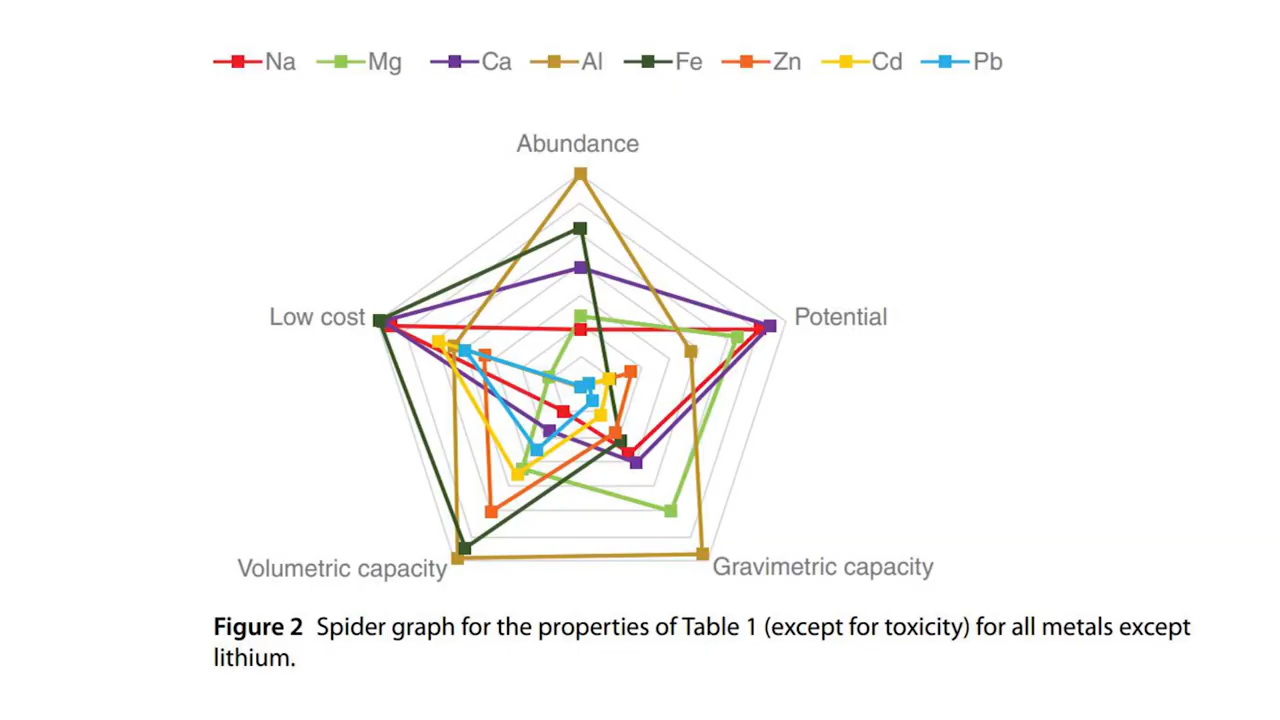 Na Mg Ca Al Fe Zn Cd Pb
Abundance
Low cost
Potential
Volumetric capacity
Gravimetric capacity
Figure 2 Spider graph for the properties of Table 1 (except for toxicity) for all metals except
lithium.